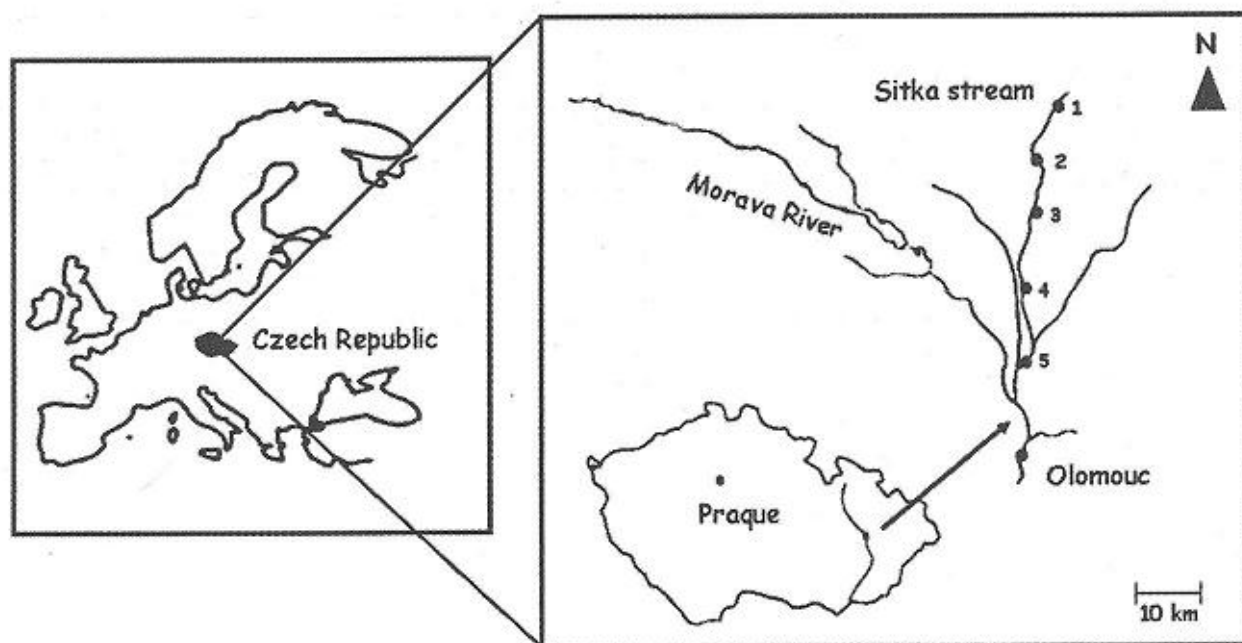 Czech Republic
N
Sitka stream
1
2
Morava River
3
4
5
Praque
Olomouc
10 km